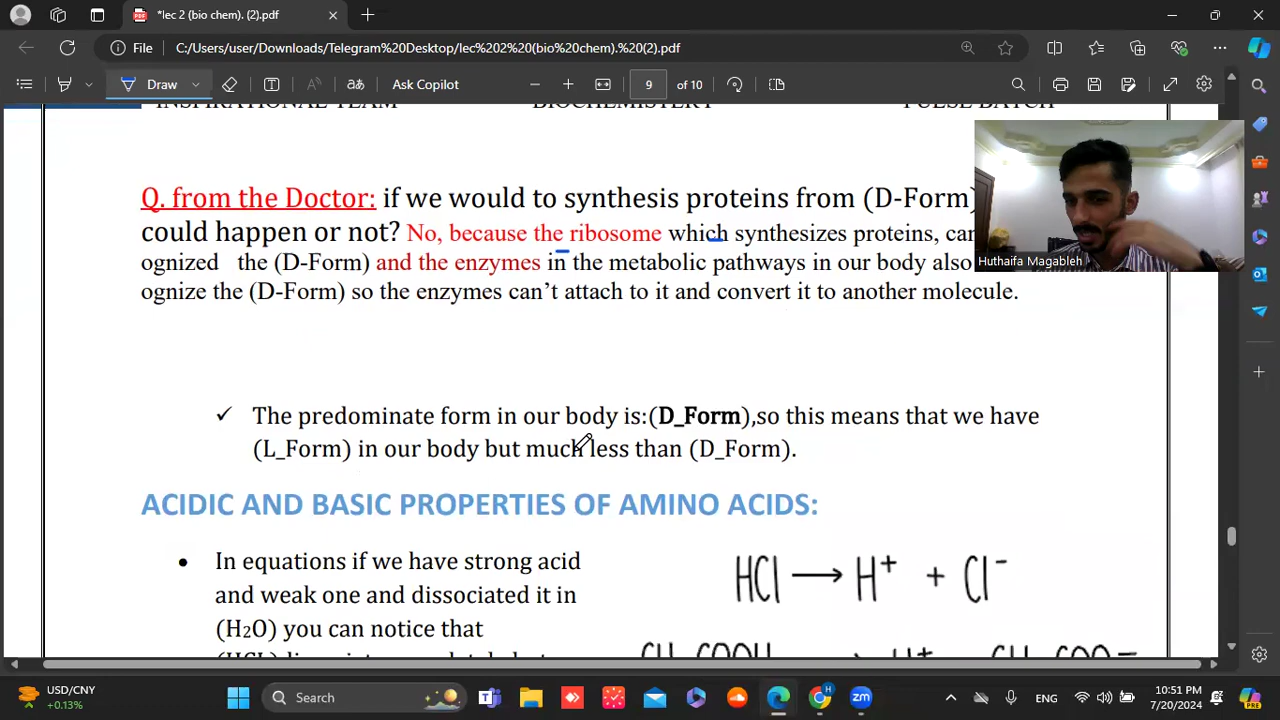 *lec 2 (bio chem). (2).pdf
File C:/Users/user/Downloads/Telegram%20Desktop/lec%202%20(bio%20chem).%20(2).pdf
Draw Ask Copilot 9 of 10
INSPIRATIONAL TEAM BIOCHEMISTERY PULSE BATCH
Q. from the Doctor: if we would to synthesis proteins from (D-Form)
could happen or not? No, because the ribosome which synthesizes proteins, can
ognized the (D-Form) and the enzymes in the metabolic pathways in our body also
ognize the (D-Form) so the enzymes can't attach to it and convert it to another molecule.
Huthaifa Magableh
✓ The predominate form in our body is:(D_Form),so this means that we have
(L_Form) in our body but much less than (D_Form).
ACIDIC AND BASIC PROPERTIES OF AMINO ACIDS:
• In equations if we have strong acid
and weak one and dissociated it in
(H2O) you can notice that
HCl → H+ + Cl-
USD/CNY
+0.13%
Search
ENG
10:51 PM
7/20/2024